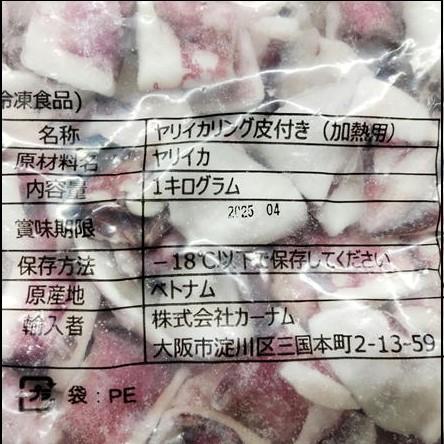 冷凍食品)
名称 ヤリイカリング皮付き（加熱用）
原材料名 ヤリイカ
内容量 1キログラム
賞味期限 2025 04
保存方法 －18℃以下で保存してください
原産地 ベトナム
輸入者 株式会社カーナム
大阪市淀川区三国本町2-13-59
プラ 袋：PE